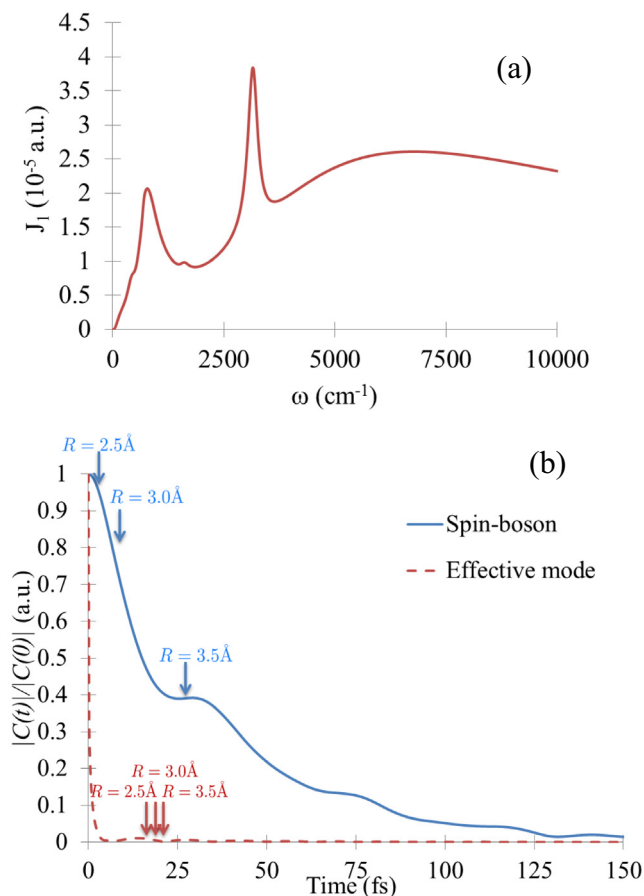 (a)
J₁ (10⁻⁵ a.u.)
4.5
4
3.5
3
2.5
2
1.5
1
0.5
0
0 2500 5000 7500 10000
ω (cm⁻¹)
(b)
R = 2.5Å
R = 3.0Å
Spin-boson
Effective mode
R = 3.5Å
R = 3.0Å
R = 2.5Å R = 3.5Å
|C(t)|/|C(0)| (a.u.)
1
0.9
0.8
0.7
0.6
0.5
0.4
0.3
0.2
0.1
0
0 25 50 75 100 125 150
Time (fs)